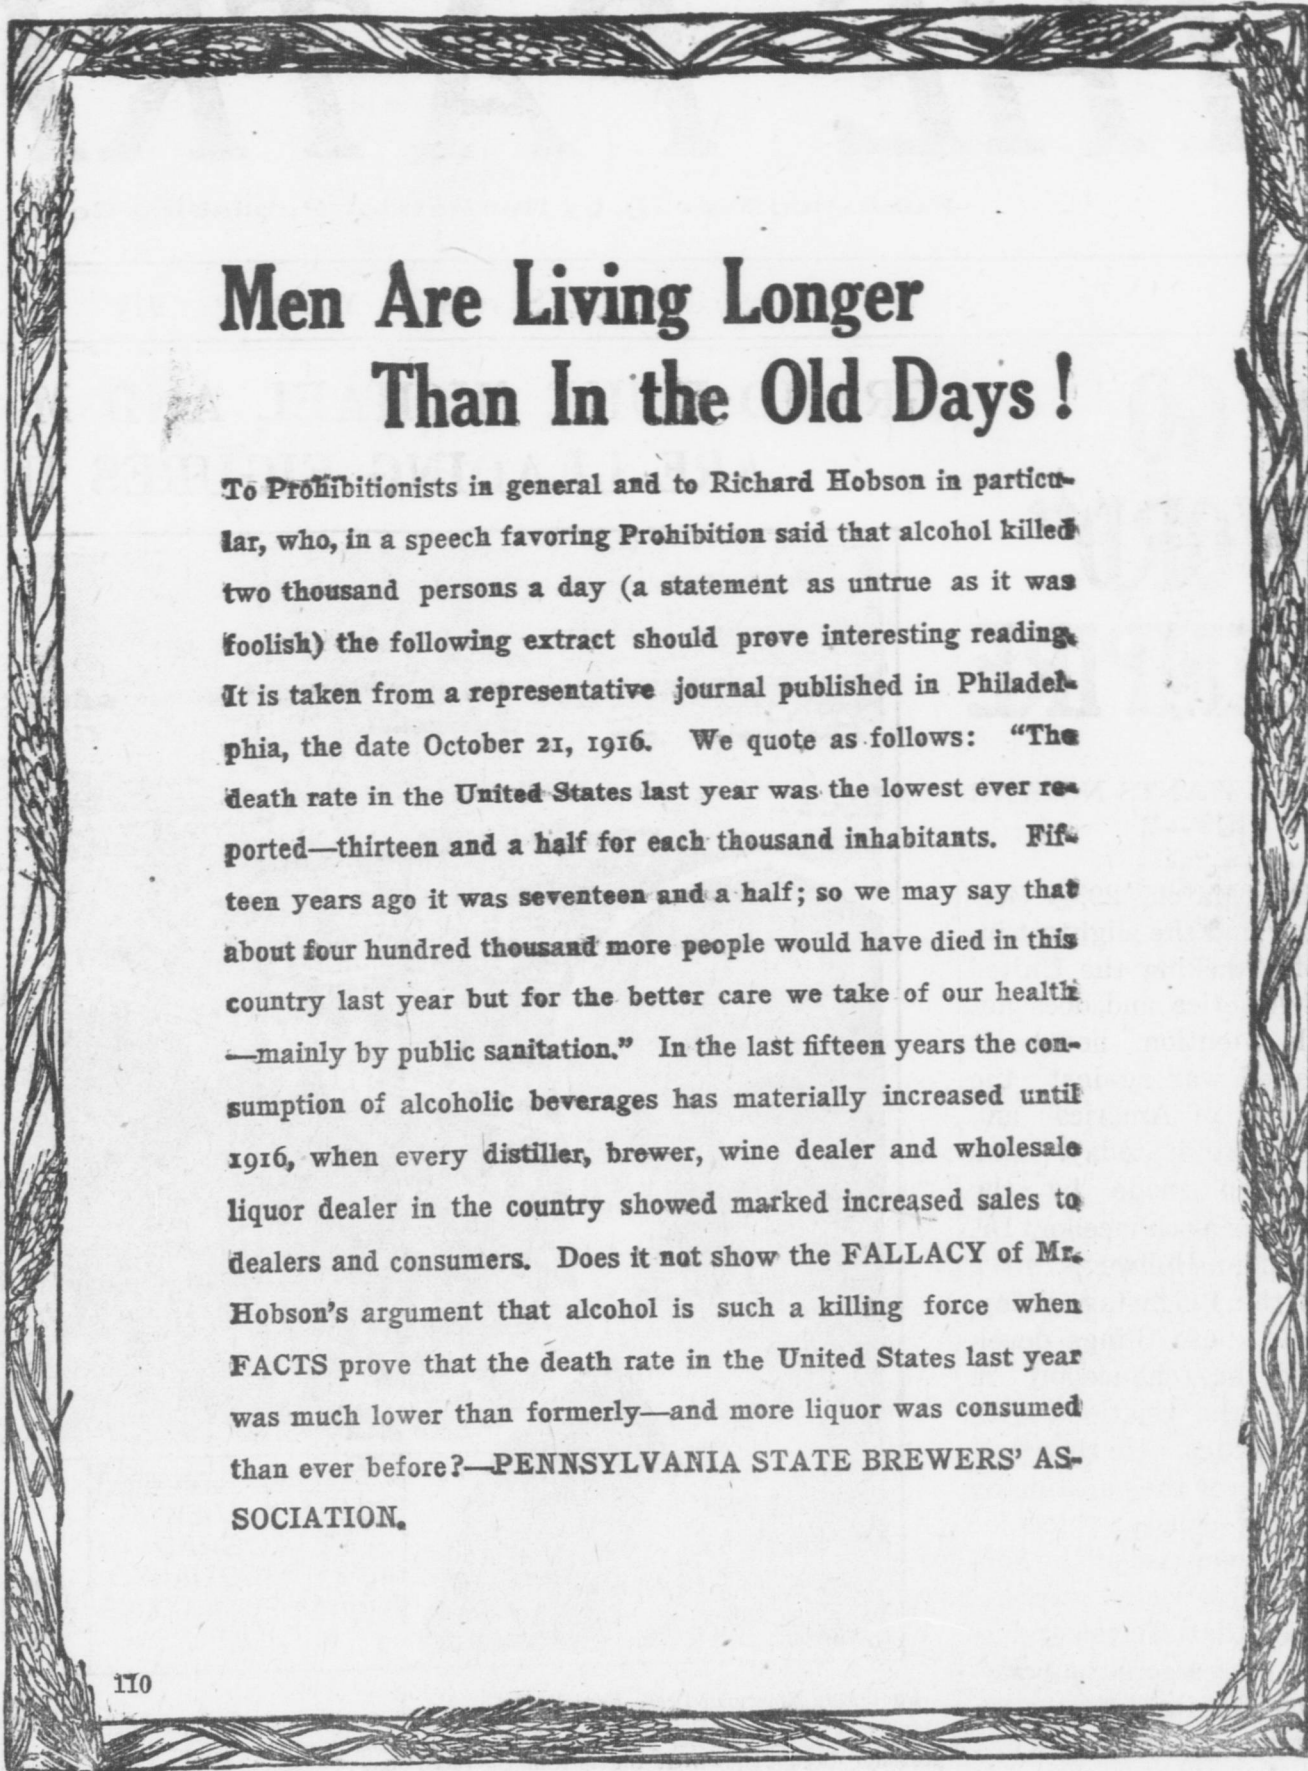 Men Are Living Longer
Than In the Old Days!
To Prohibitionists in general and to Richard Hobson in particu-
lar, who, in a speech favoring Prohibition said that alcohol killed
two thousand persons a day (a statement as untrue as it was
foolish) the following extract should prove interesting reading.
It is taken from a representative journal published in Philadel-
phia, the date October 21, 1916. We quote as follows: "The
death rate in the United States last year was the lowest ever re-
ported—thirteen and a half for each thousand inhabitants. Fif-
teen years ago it was seventeen and a half; so we may say that
about four hundred thousand more people would have died in this
country last year but for the better care we take of our health
—mainly by public sanitation." In the last fifteen years the con-
sumption of alcoholic beverages has materially increased until
1916, when every distiller, brewer, wine dealer and wholesale
liquor dealer in the country showed marked increased sales to
dealers and consumers. Does it not show the FALLACY of Mr.
Hobson's argument that alcohol is such a killing force when
FACTS prove that the death rate in the United States last year
was much lower than formerly—and more liquor was consumed
than ever before?—PENNSYLVANIA STATE BREWERS' AS-
SOCIATION.
110